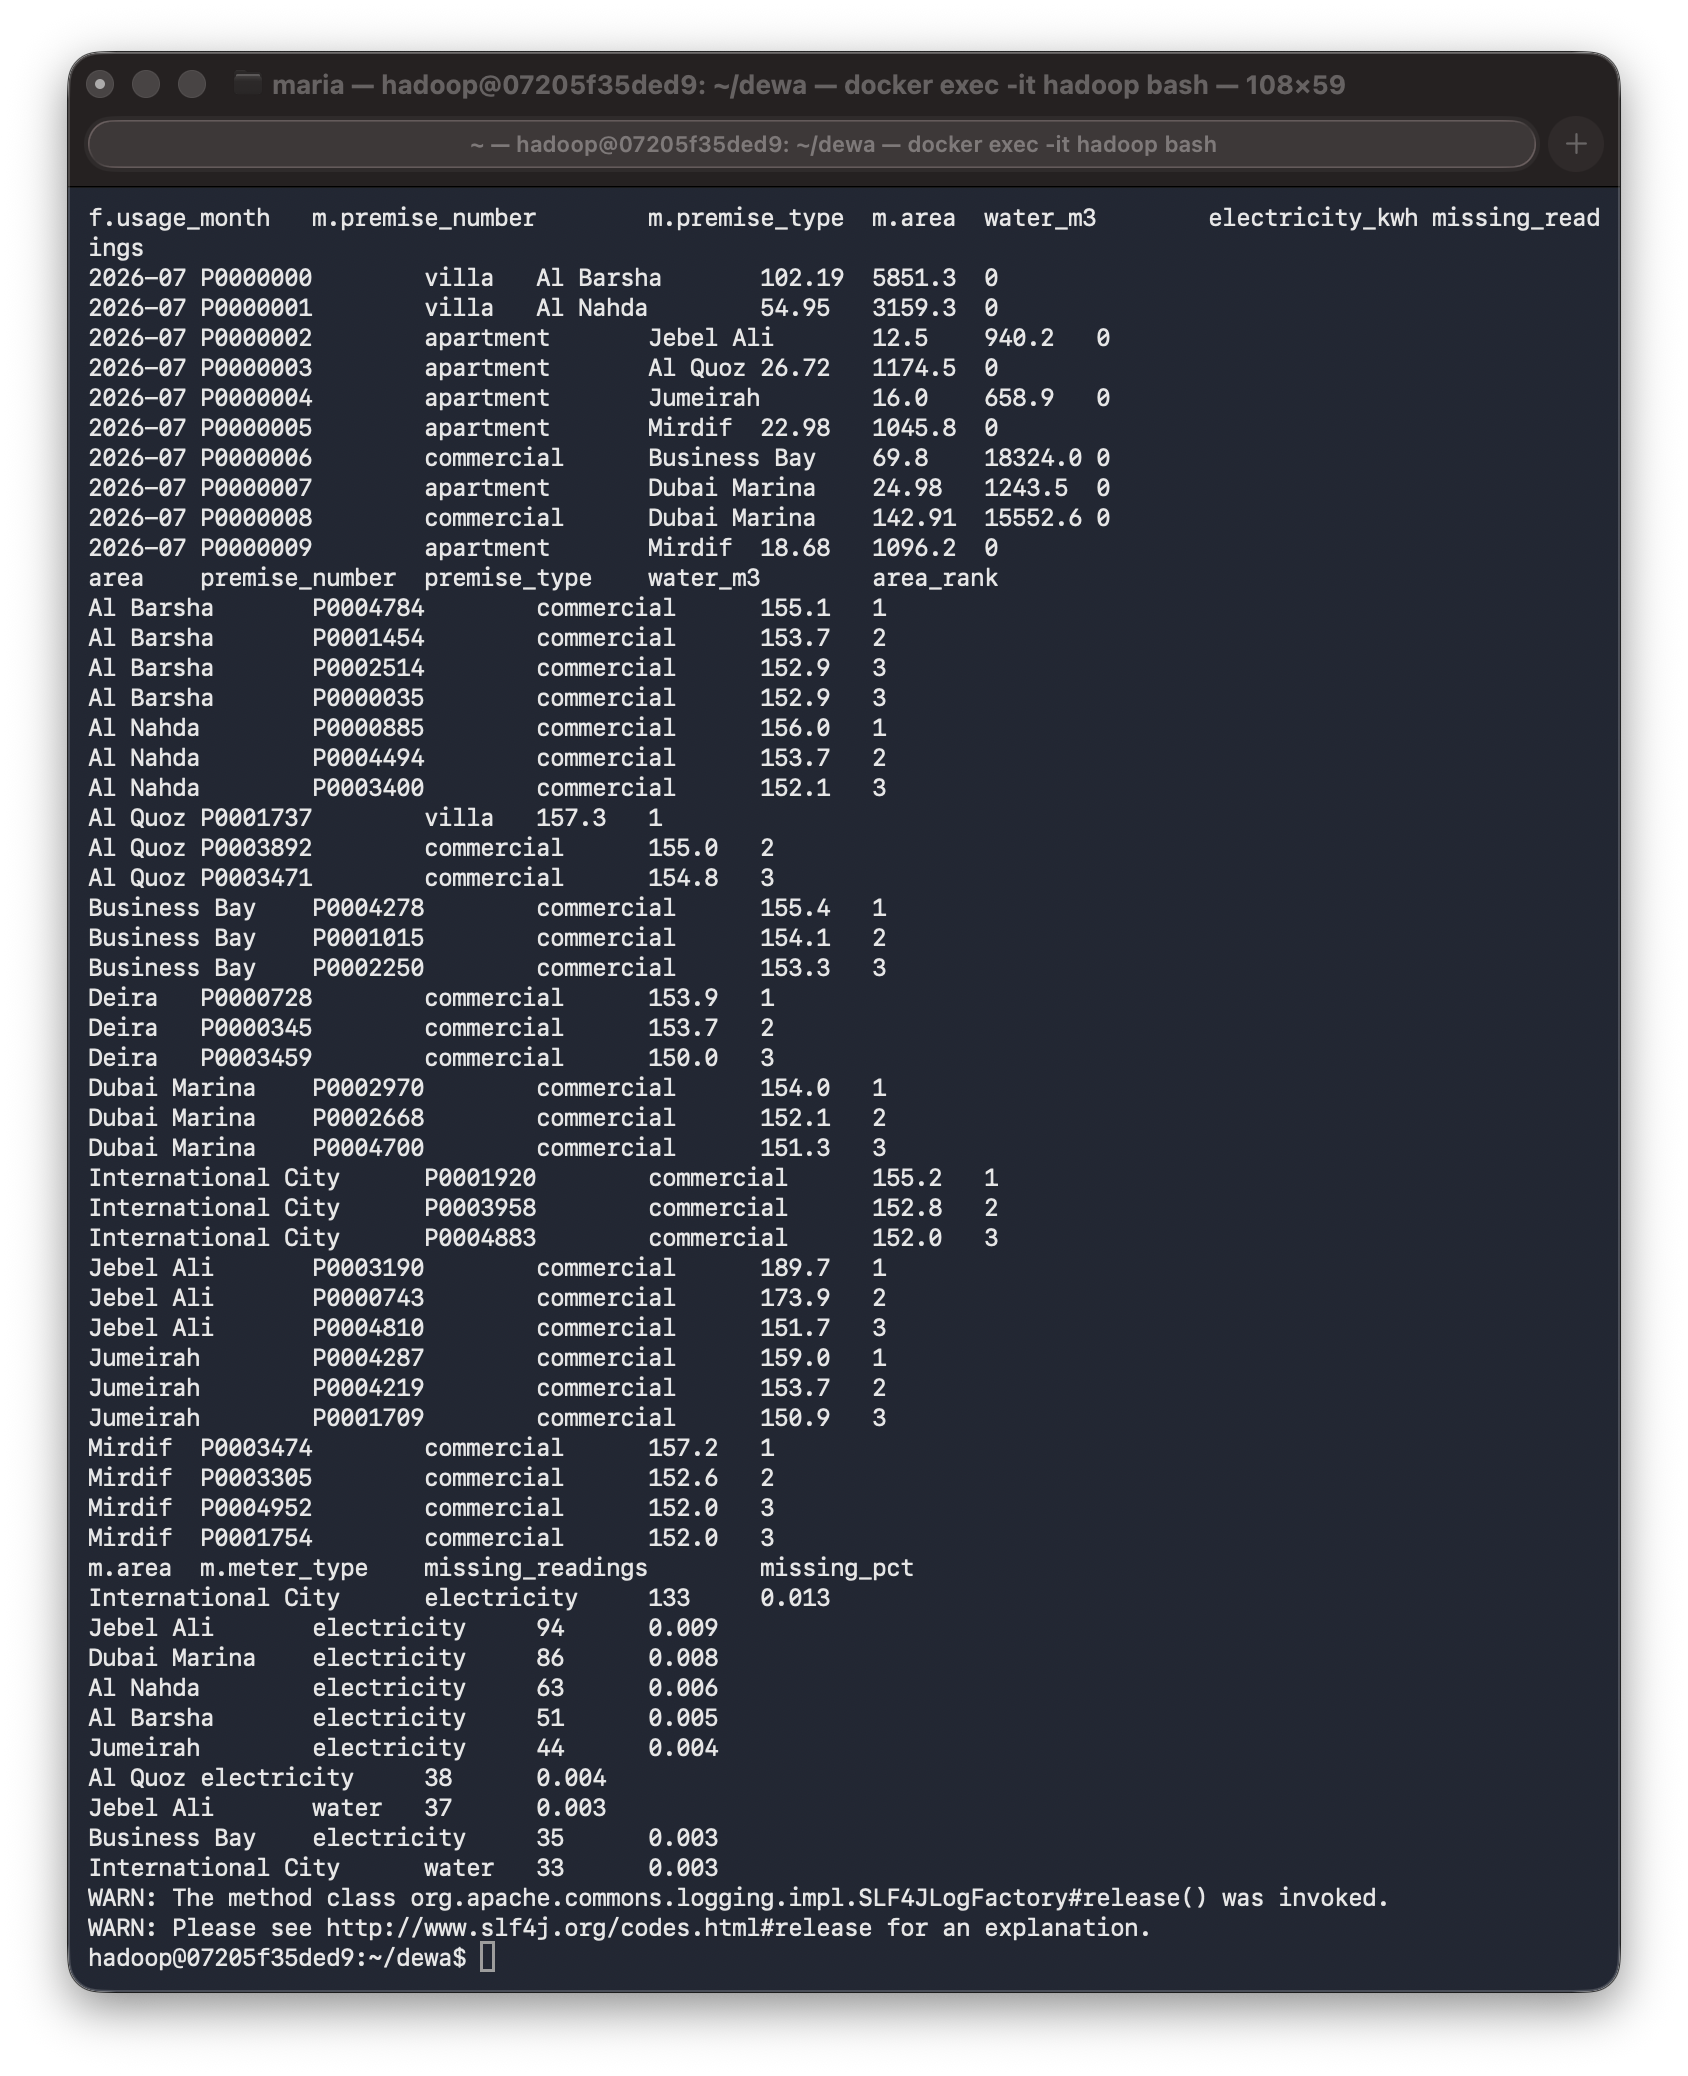 maria — hadoop@07205f35ded9: ~/dewa — docker exec -it hadoop bash — 108×59
~ — hadoop@07205f35ded9: ~/dewa — docker exec -it hadoop bash
f.usage_month m.premise_number m.premise_type m.area water_m3 electricity_kwh missing_read
ings
2026-07 P0000000 villa Al Barsha 102.19 5851.3 0
2026-07 P0000001 villa Al Nahda 54.95 3159.3 0
2026-07 P0000002 apartment Jebel Ali 12.5 940.2 0
2026-07 P0000003 apartment Al Quoz 26.72 1174.5 0
2026-07 P0000004 apartment Jumeirah 16.0 658.9 0
2026-07 P0000005 apartment Mirdif 22.98 1045.8 0
2026-07 P0000006 commercial Business Bay 69.8 18324.0 0
2026-07 P0000007 apartment Dubai Marina 24.98 1243.5 0
2026-07 P0000008 commercial Dubai Marina 142.91 15552.6 0
2026-07 P0000009 apartment Mirdif 18.68 1096.2 0
area premise_number premise_type water_m3 area_rank
Al Barsha P0004784 commercial 155.1 1
Al Barsha P0001454 commercial 153.7 2
Al Barsha P0002514 commercial 152.9 3
Al Barsha P0000035 commercial 152.9 3
Al Nahda P0000885 commercial 156.0 1
Al Nahda P0004494 commercial 153.7 2
Al Nahda P0003400 commercial 152.1 3
Al Quoz P0001737 villa 157.3 1
Al Quoz P0003892 commercial 155.0 2
Al Quoz P0003471 commercial 154.8 3
Business Bay P0004278 commercial 155.4 1
Business Bay P0001015 commercial 154.1 2
Business Bay P0002250 commercial 153.3 3
Deira P0000728 commercial 153.9 1
Deira P0000345 commercial 153.7 2
Deira P0003459 commercial 150.0 3
Dubai Marina P0002970 commercial 154.0 1
Dubai Marina P0002668 commercial 152.1 2
Dubai Marina P0004700 commercial 151.3 3
International City P0001920 commercial 155.2 1
International City P0003958 commercial 152.8 2
International City P0004883 commercial 152.0 3
Jebel Ali P0003190 commercial 189.7 1
Jebel Ali P0000743 commercial 173.9 2
Jebel Ali P0004810 commercial 151.7 3
Jumeirah P0004287 commercial 159.0 1
Jumeirah P0004219 commercial 153.7 2
Jumeirah P0001709 commercial 150.9 3
Mirdif P0003474 commercial 157.2 1
Mirdif P0003305 commercial 152.6 2
Mirdif P0004952 commercial 152.0 3
Mirdif P0001754 commercial 152.0 3
m.area m.meter_type missing_readings missing_pct
International City electricity 133 0.013
Jebel Ali electricity 94 0.009
Dubai Marina electricity 86 0.008
Al Nahda electricity 63 0.006
Al Barsha electricity 51 0.005
Jumeirah electricity 44 0.004
Al Quoz electricity 38 0.004
Jebel Ali water 37 0.003
Business Bay electricity 35 0.003
International City water 33 0.003
WARN: The method class org.apache.commons.logging.impl.SLF4JLogFactory#release() was invoked.
WARN: Please see http://www.slf4j.org/codes.html#release for an explanation.
hadoop@07205f35ded9:~/dewa$